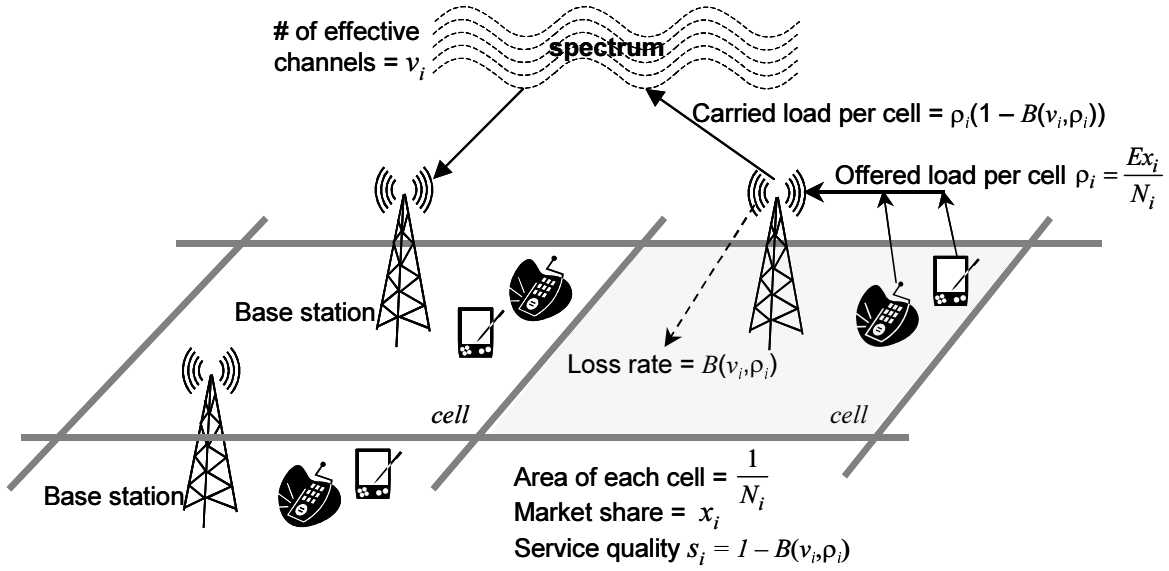 # of effective
channels = vᵢ
spectrum
Carried load per cell = ρᵢ(1 – B(vᵢ,ρᵢ))
Offered load per cell ρᵢ = Exᵢ / Nᵢ
Base station
Loss rate = B(vᵢ,ρᵢ)
cell
cell
Base station
Area of each cell = 1 / Nᵢ
Market share = xᵢ
Service quality sᵢ = 1 – B(vᵢ,ρᵢ)